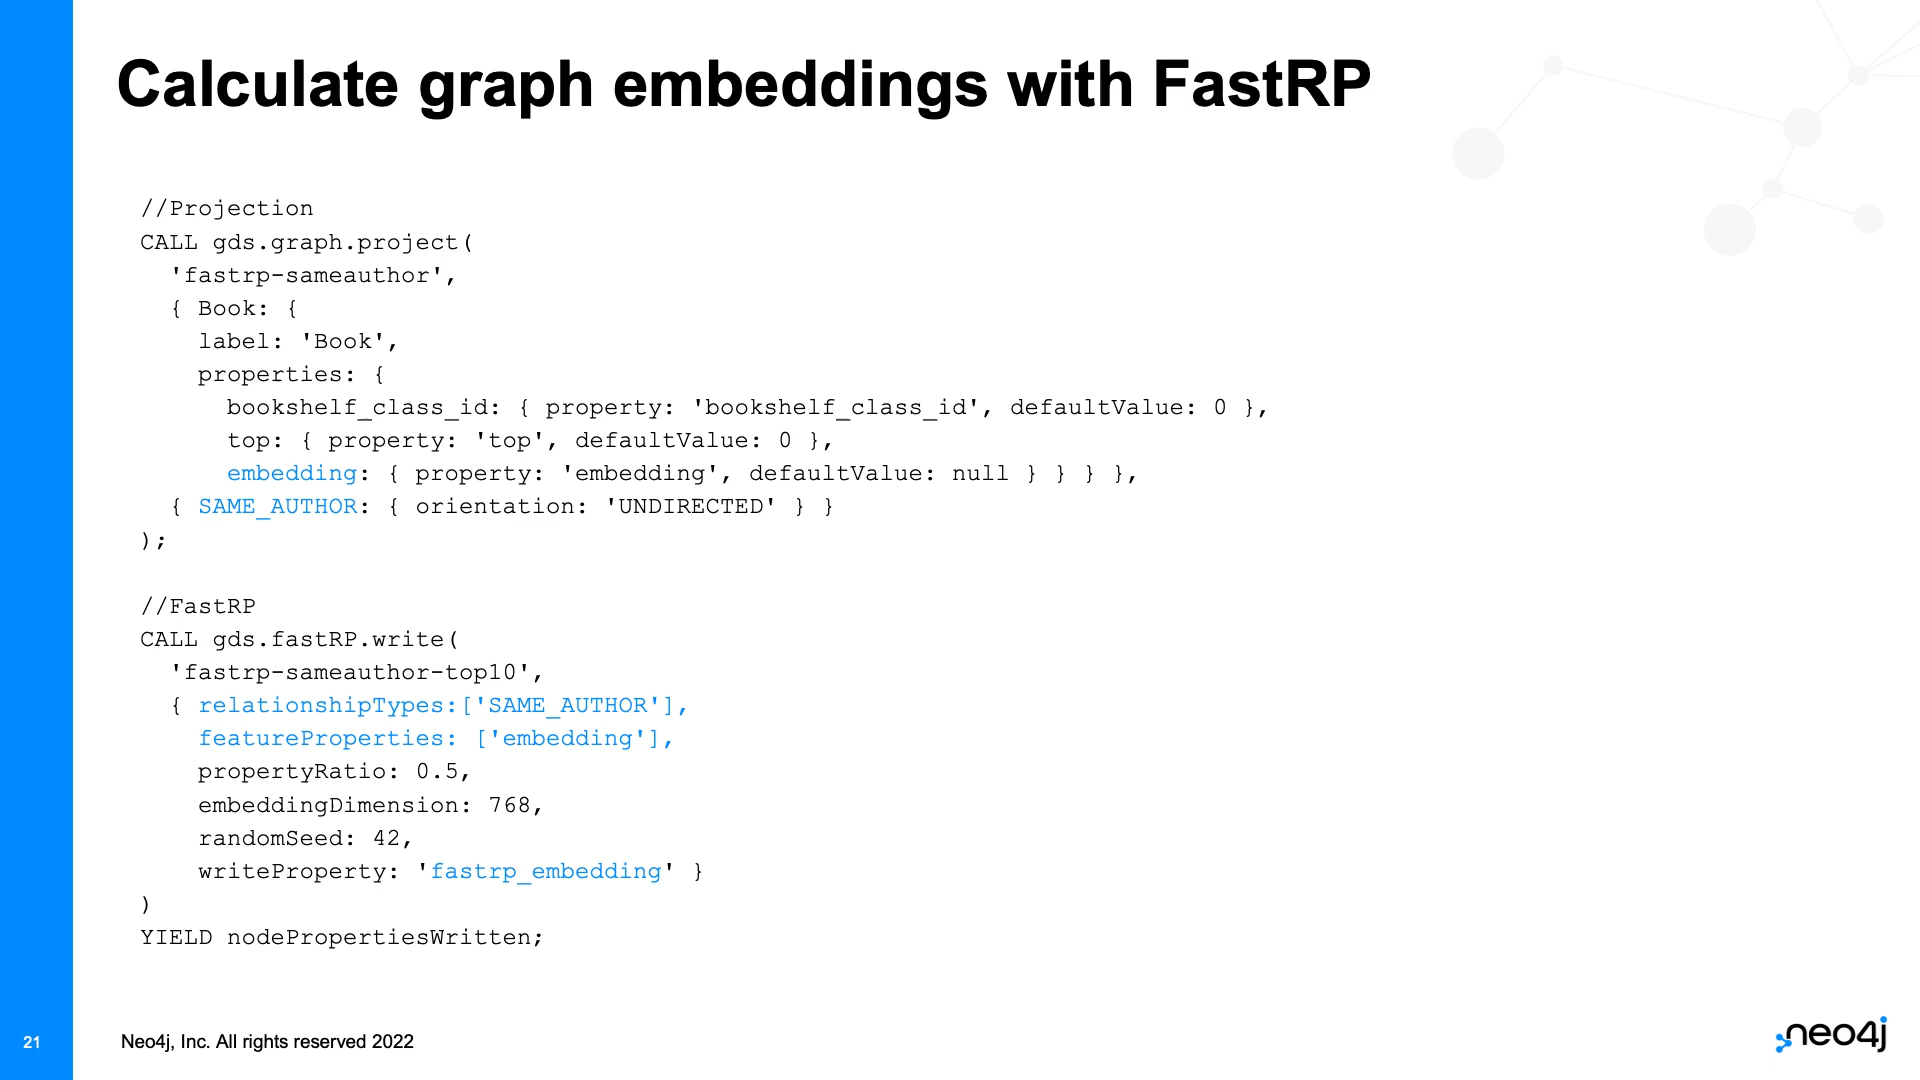 Calculate graph embeddings with FastRP
//Projection
CALL gds.graph.project(
  'fastrp-sameauthor',
  { Book: {
    label: 'Book',
    properties: {
      bookshelf_class_id: { property: 'bookshelf_class_id', defaultValue: 0 },
      top: { property: 'top', defaultValue: 0 },
      embedding: { property: 'embedding', defaultValue: null } } } },
  { SAME_AUTHOR: { orientation: 'UNDIRECTED' } }
);
//FastRP
CALL gds.fastRP.write(
  'fastrp-sameauthor-top10',
  { relationshipTypes:['SAME_AUTHOR'],
    featureProperties: ['embedding'],
    propertyRatio: 0.5,
    embeddingDimension: 768,
    randomSeed: 42,
    writeProperty: 'fastrp_embedding' }
)
YIELD nodePropertiesWritten;
21
Neo4j, Inc. All rights reserved 2022
neo4j